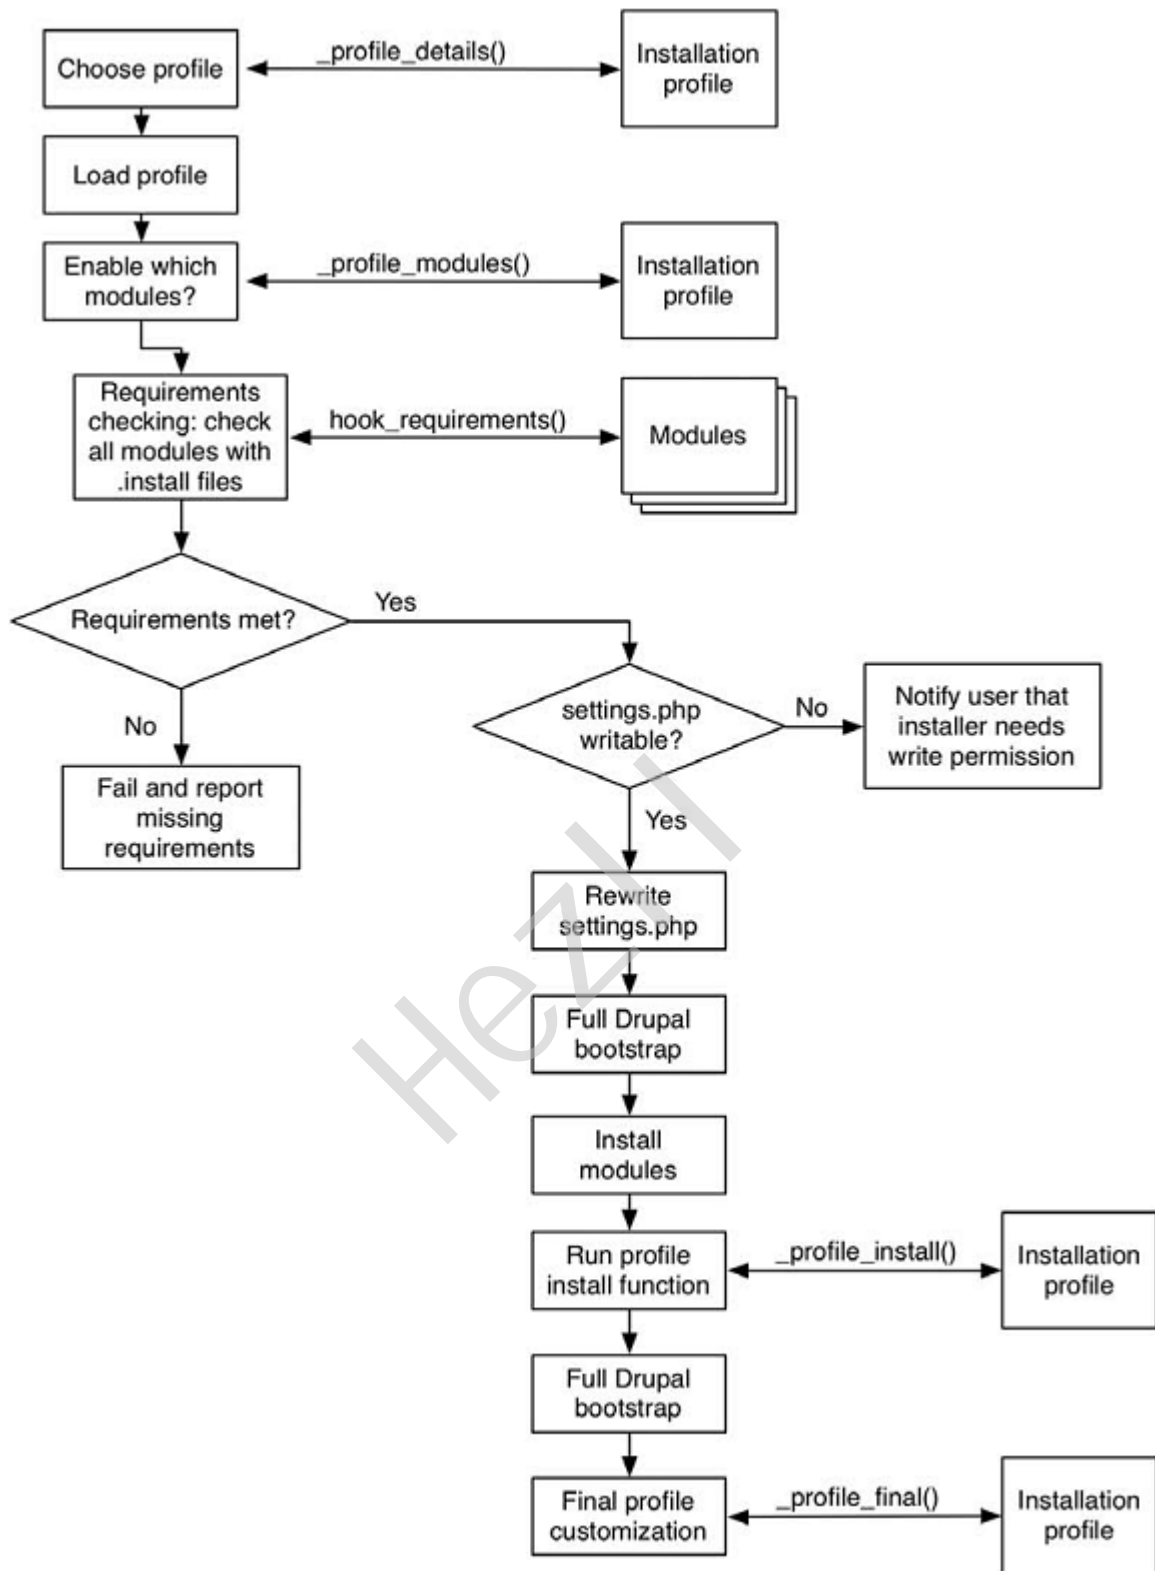 Choose profile
_profile_details()
Installation
profile
Load profile
Enable which
modules?
_profile_modules()
Installation
profile
Requirements
checking: check
all modules with
.install files
hook_requirements()
Modules
Requirements met?
Yes
No
Fail and report
missing
requirements
settings.php
writable?
No
Notify user that
installer needs
write permission
Yes
Rewrite
settings.php
Full Drupal
bootstrap
Install
modules
Run profile
install function
_profile_install()
Installation
profile
Full Drupal
bootstrap
Final profile
customization
_profile_final()
Installation
profile